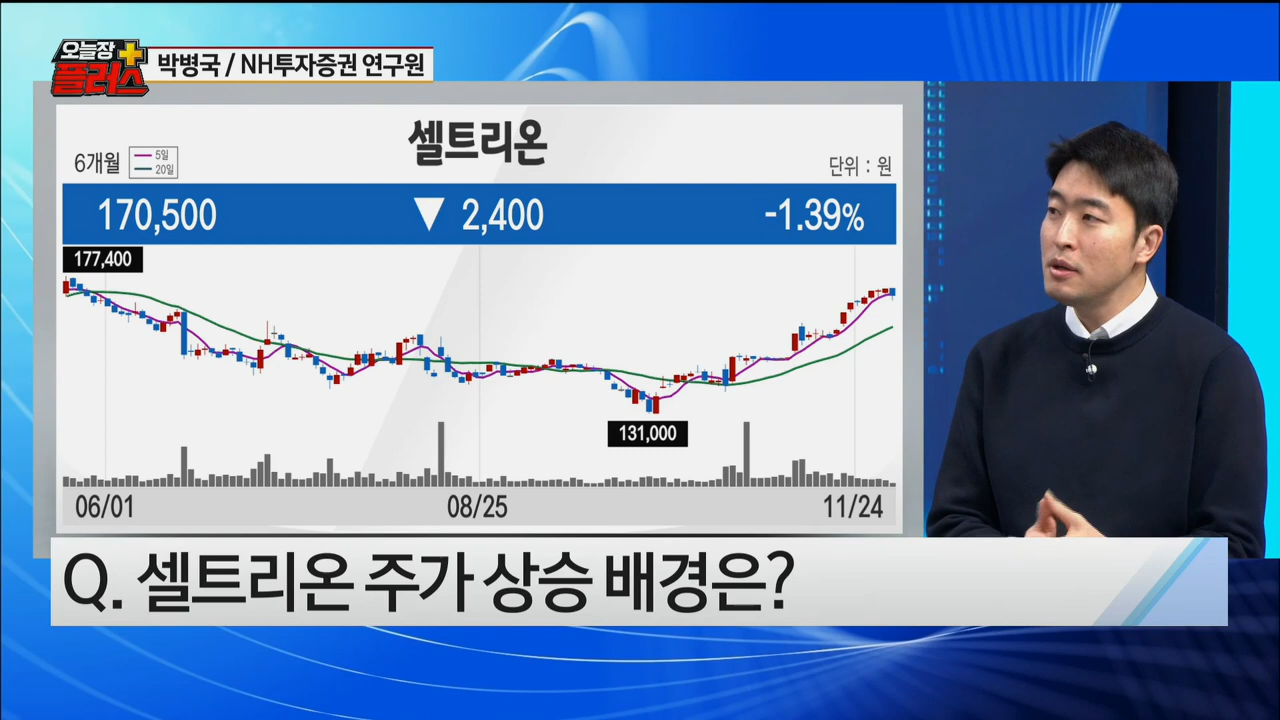 오늘장
플러스
박병국 / NH투자증권 연구원
셀트리온
6개월
5일
20일
단위 : 원
170,500 ▼ 2,400 -1.39%
177,400
131,000
06/01 08/25 11/24
Q. 셀트리온 주가 상승 배경은?